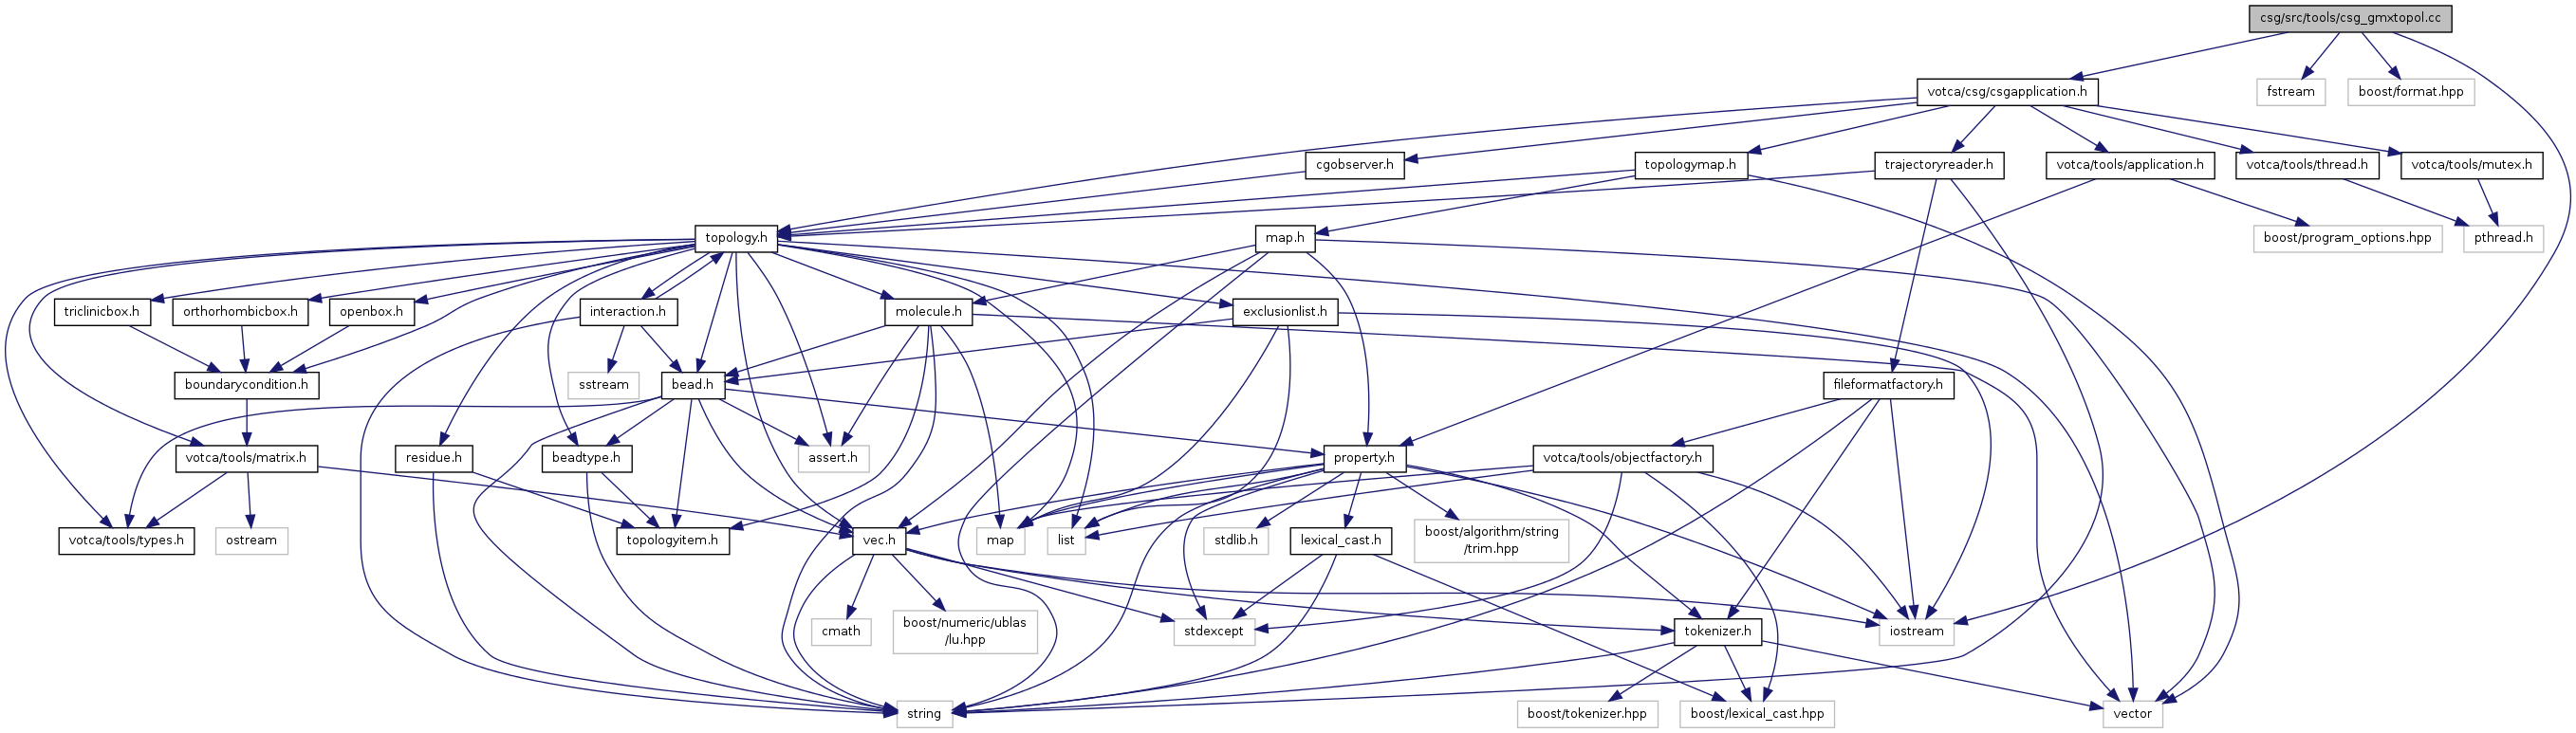 csg/src/tools/csg_gmxtopol.cc
votca/csg/csgapplication.h
fstream
boost/format.hpp
cgobserver.h
topologymap.h
trajectoryreader.h
votca/tools/application.h
votca/tools/thread.h
votca/tools/mutex.h
topology.h
map.h
boost/program_options.hpp
pthread.h
triclinicbox.h
orthorhombicbox.h
openbox.h
interaction.h
molecule.h
exclusionlist.h
boundarycondition.h
sstream
bead.h
fileformatfactory.h
votca/tools/matrix.h
residue.h
beadtype.h
assert.h
property.h
votca/tools/objectfactory.h
votca/tools/types.h
ostream
topologyitem.h
vec.h
map
list
stdlib.h
lexical_cast.h
boost/algorithm/string
/trim.hpp
cmath
boost/numeric/ublas
/lu.hpp
stdexcept
tokenizer.h
iostream
string
boost/tokenizer.hpp
boost/lexical_cast.hpp
vector